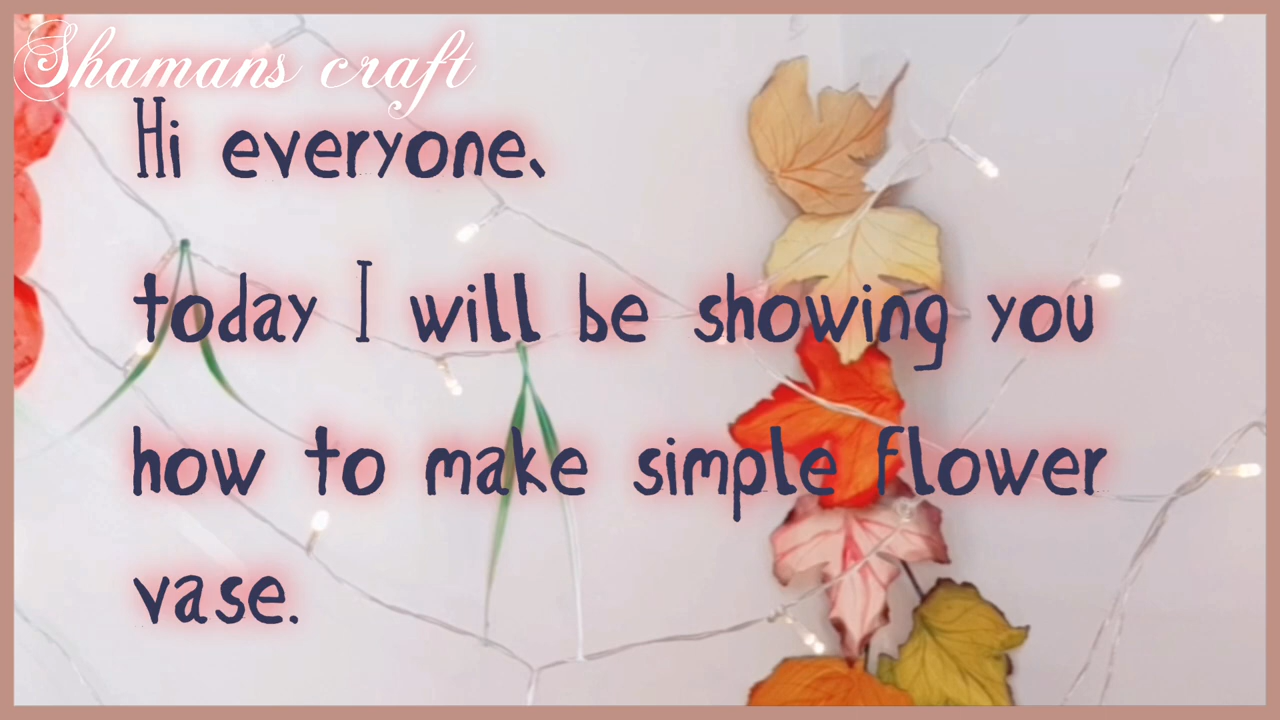 Shamans craft
Hi everyone,
today I will be showing you
how to make simple flower
vase.